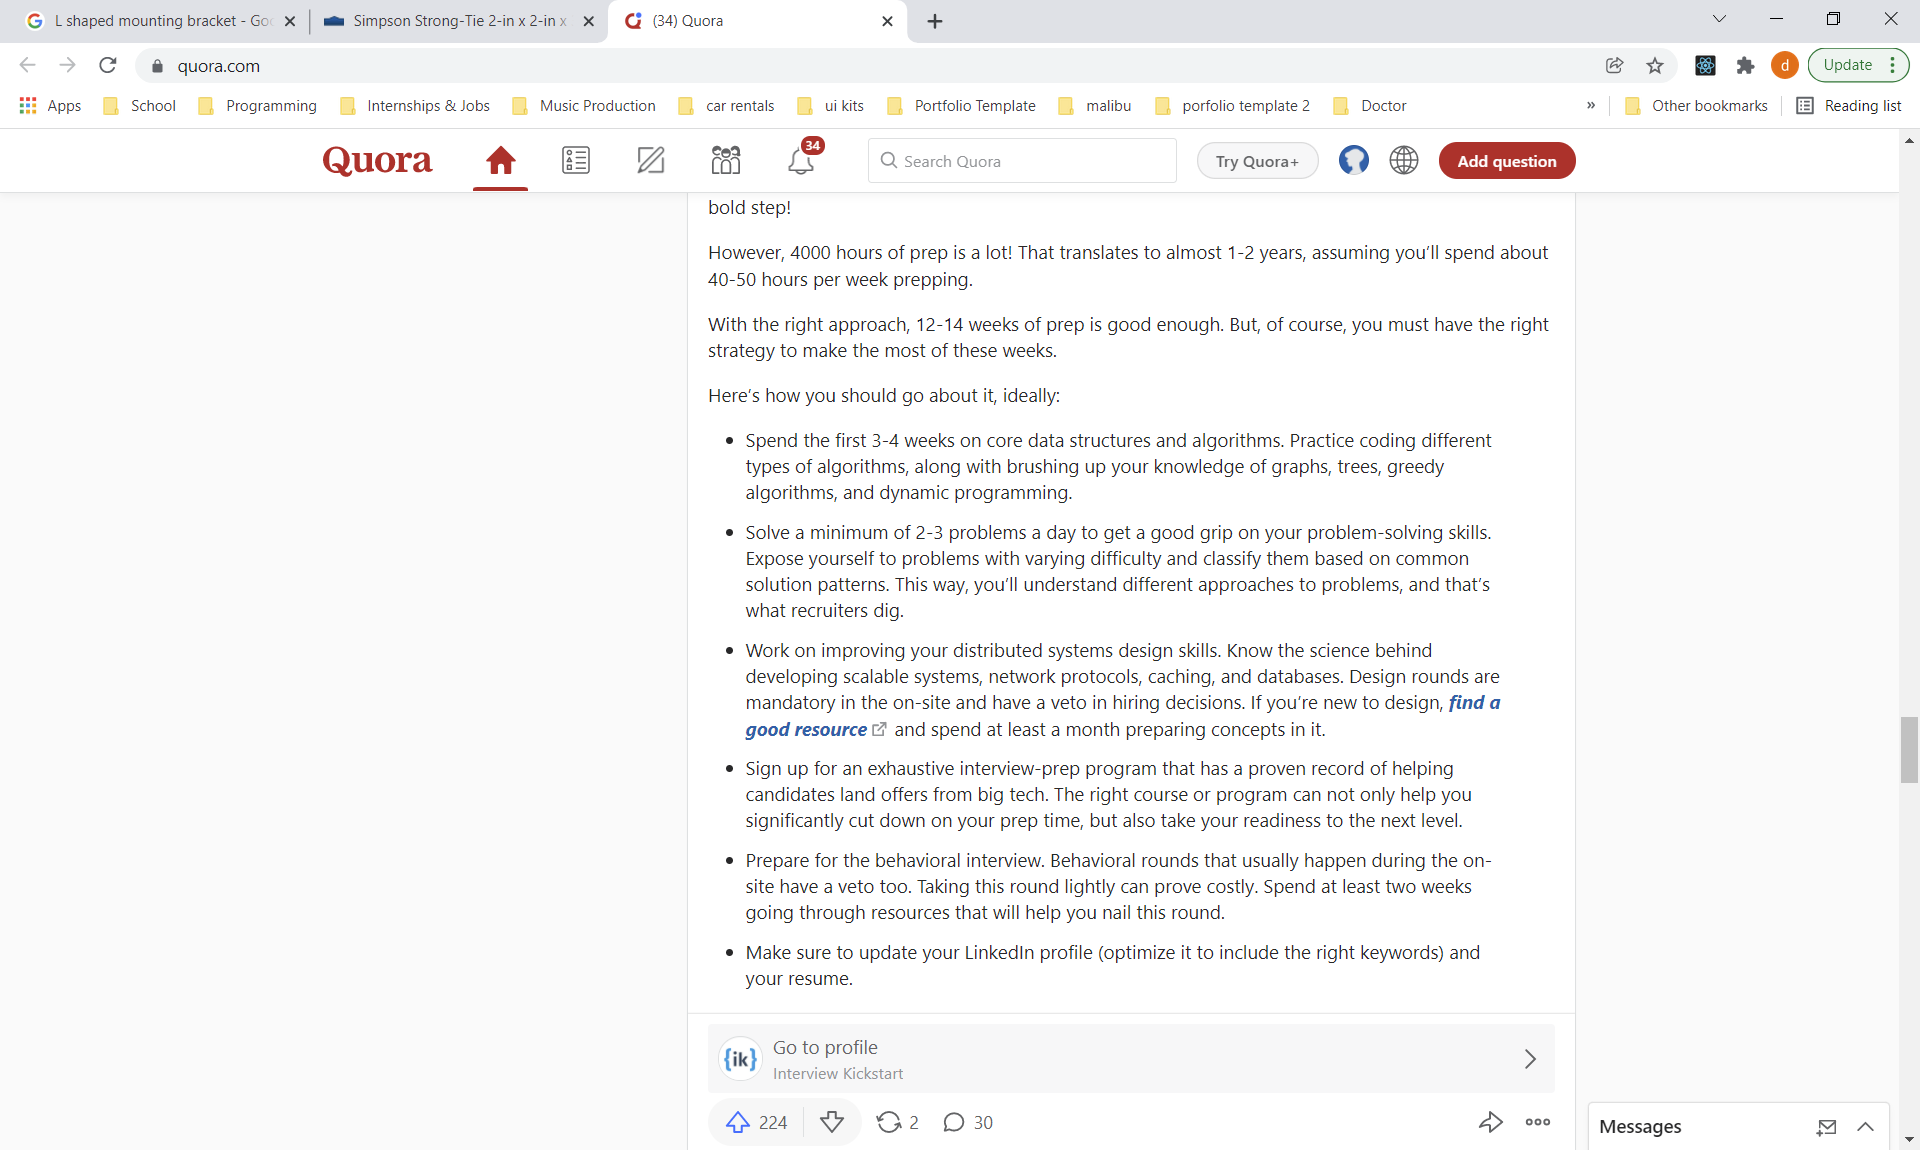 L shaped mounting bracket - Goo
Simpson Strong-Tie 2-in x 2-in x
(34) Quora
quora.com
d
Update
Apps
School
Programming
Internships & Jobs
Music Production
car rentals
ui kits
Portfolio Template
malibu
porfolio template 2
Doctor
»
Other bookmarks
Reading list
Quora
34
Search Quora
Try Quora+
Add question
bold step!
However, 4000 hours of prep is a lot! That translates to almost 1-2 years, assuming you’ll spend about
40-50 hours per week prepping.
With the right approach, 12-14 weeks of prep is good enough. But, of course, you must have the right
strategy to make the most of these weeks.
Here’s how you should go about it, ideally:
• Spend the first 3-4 weeks on core data structures and algorithms. Practice coding different
types of algorithms, along with brushing up your knowledge of graphs, trees, greedy
algorithms, and dynamic programming.
• Solve a minimum of 2-3 problems a day to get a good grip on your problem-solving skills.
Expose yourself to problems with varying difficulty and classify them based on common
solution patterns. This way, you’ll understand different approaches to problems, and that’s
what recruiters dig.
• Work on improving your distributed systems design skills. Know the science behind
developing scalable systems, network protocols, caching, and databases. Design rounds are
mandatory in the on-site and have a veto in hiring decisions. If you’re new to design, find a
good resource and spend at least a month preparing concepts in it.
• Sign up for an exhaustive interview-prep program that has a proven record of helping
candidates land offers from big tech. The right course or program can not only help you
significantly cut down on your prep time, but also take your readiness to the next level.
• Prepare for the behavioral interview. Behavioral rounds that usually happen during the on-
site have a veto too. Taking this round lightly can prove costly. Spend at least two weeks
going through resources that will help you nail this round.
• Make sure to update your LinkedIn profile (optimize it to include the right keywords) and
your resume.
{ik}
Go to profile
Interview Kickstart
224
2
30
Messages